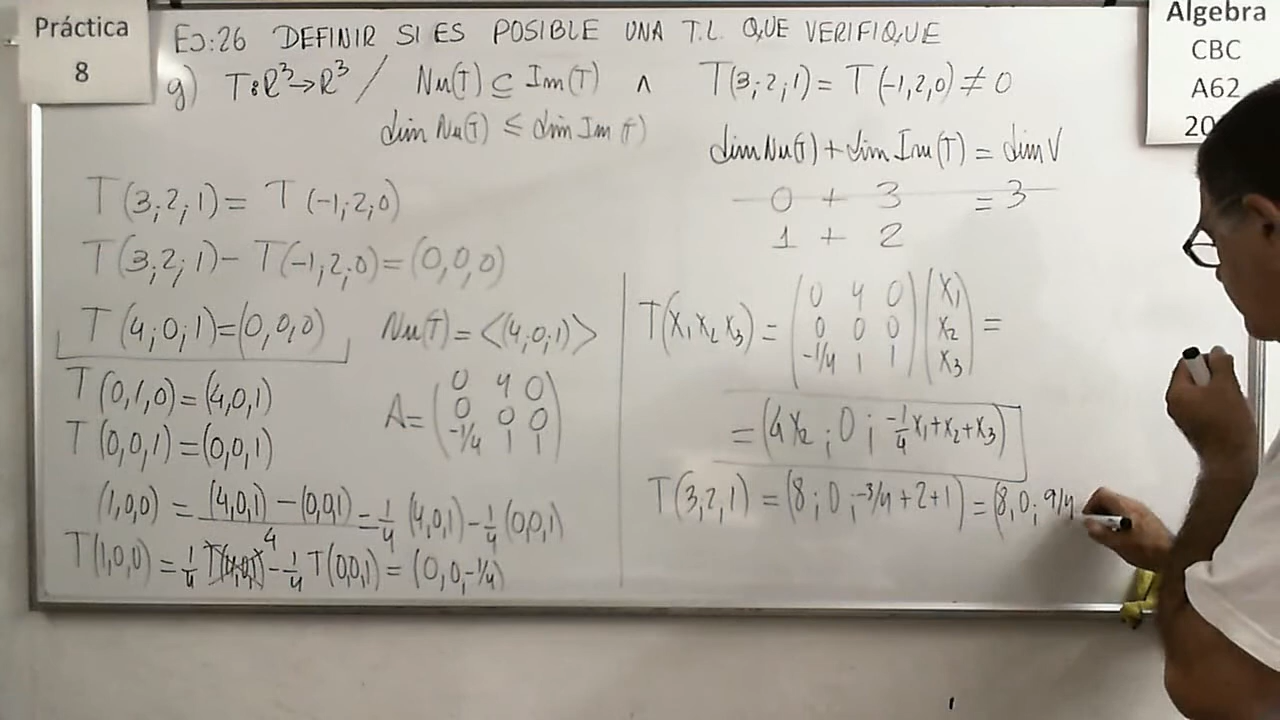 Práctica
8
Algebra
CBC
A62
EJ:26 DEFINIR SI ES POSIBLE UNA T.L. QUE VERIFIQUE
g) T:R³→R³ / Nu(T) ⊆ Im(T) ∧ T(3;2;1) = T(-1,2,0) ≠ 0
dim Nu(T) ≤ dim Im(T)
dimNu(T) + dim Im(T) = dim V
0 + 3 = 3
1 + 2
T(3;2;1) = T(-1;2;0)
T(3;2;1) - T(-1;2;0) = (0,0,0)
T(4;0;1) = (0,0,0) Nu(T) = <(4;0;1)>
T(0,1,0) = (4,0,1)
T(0,0,1) = (0,0,1)
A = (0 4 0
0 0 0
-1/4 1 1)
(1,0,0) = (4,0,1) - (0,0,1) / 4 = 1/4 (4,0,1) - 1/4 (0,0,1)
T(1,0,0) = 1/4 T(4,0,1) - 1/4 T(0,0,1) = (0,0,-1/4)
T(x₁ x₂ x₃) = (0 4 0 / 0 0 0 / -1/4 1 1) (x₁ / x₂ / x₃) =
= (4x₂ ; 0 ; -1/4 x₁ + x₂ + x₃)
T(3,2,1) = (8 ; 0 ; -3/4 + 2 + 1) = (8,0; 9/4